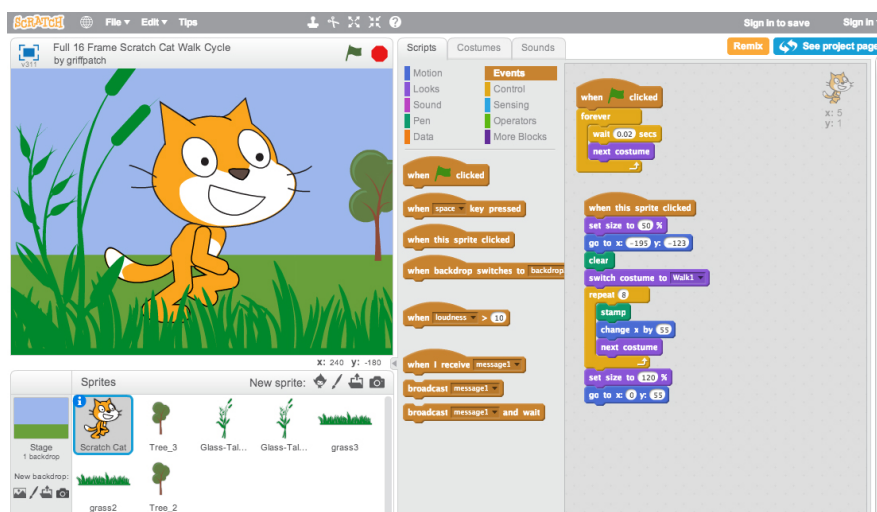 SCRATCH File Edit Tips Sign in to save Sign in
Full 16 Frame Scratch Cat Walk Cycle
by griffpatch
v311
Scripts Costumes Sounds
Remix See project page
Motion Events
Looks Control
Sound Sensing
Pen Operators
Data More Blocks
when clicked
when space key pressed
when this sprite clicked
when backdrop switches to backdrop
when loudness > 10
when I receive message1
broadcast message1
broadcast message1 and wait
when clicked
forever
wait 0.02 secs
next costume
x: 5
y: 1
when this sprite clicked
set size to 50 %
go to x: -195 y: -123
clear
switch costume to Walk1
repeat 8
stamp
change x by 55
next costume
set size to 120 %
go to x: 0 y: 55
X: 240 y: -180
Sprites New sprite:
Stage
1 backdrop
New backdrop:
Scratch Cat Tree_3 Glass-Tal... Glass-Tal... grass3
grass2 Tree_2